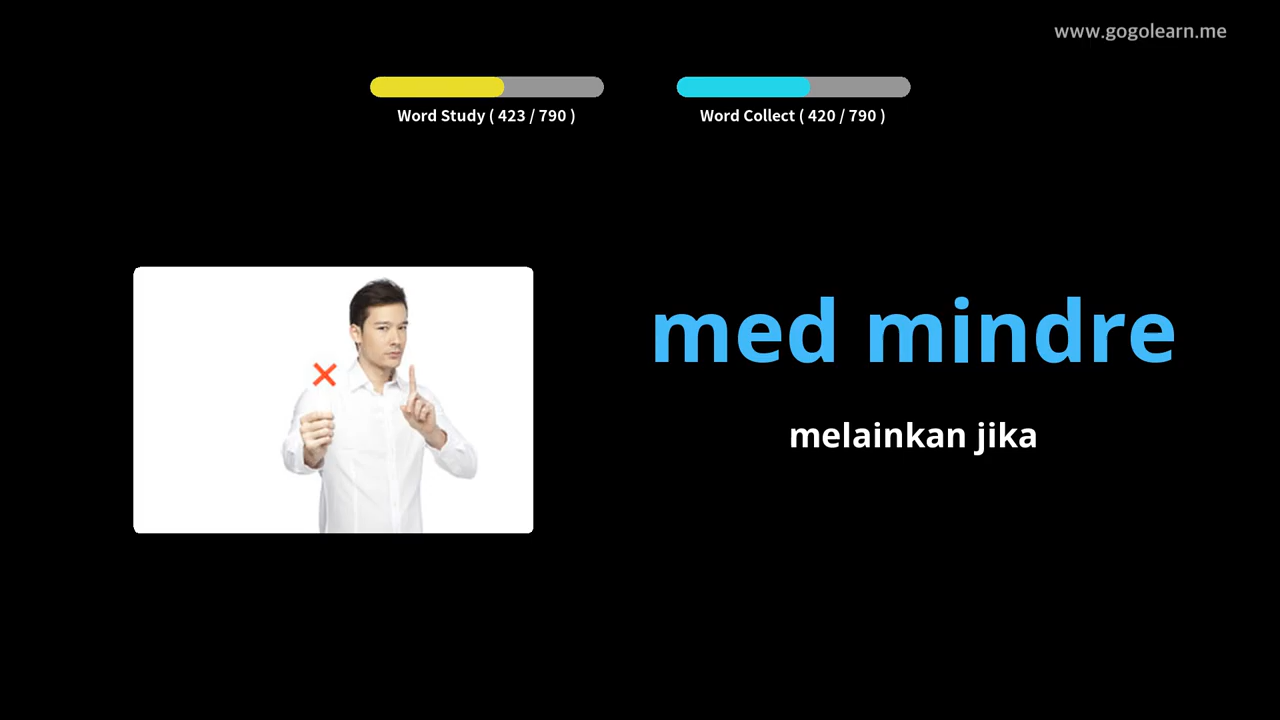 www.gogolearn.me
Word Study ( 423 / 790 )
Word Collect ( 420 / 790 )
med mindre
melainkan jika